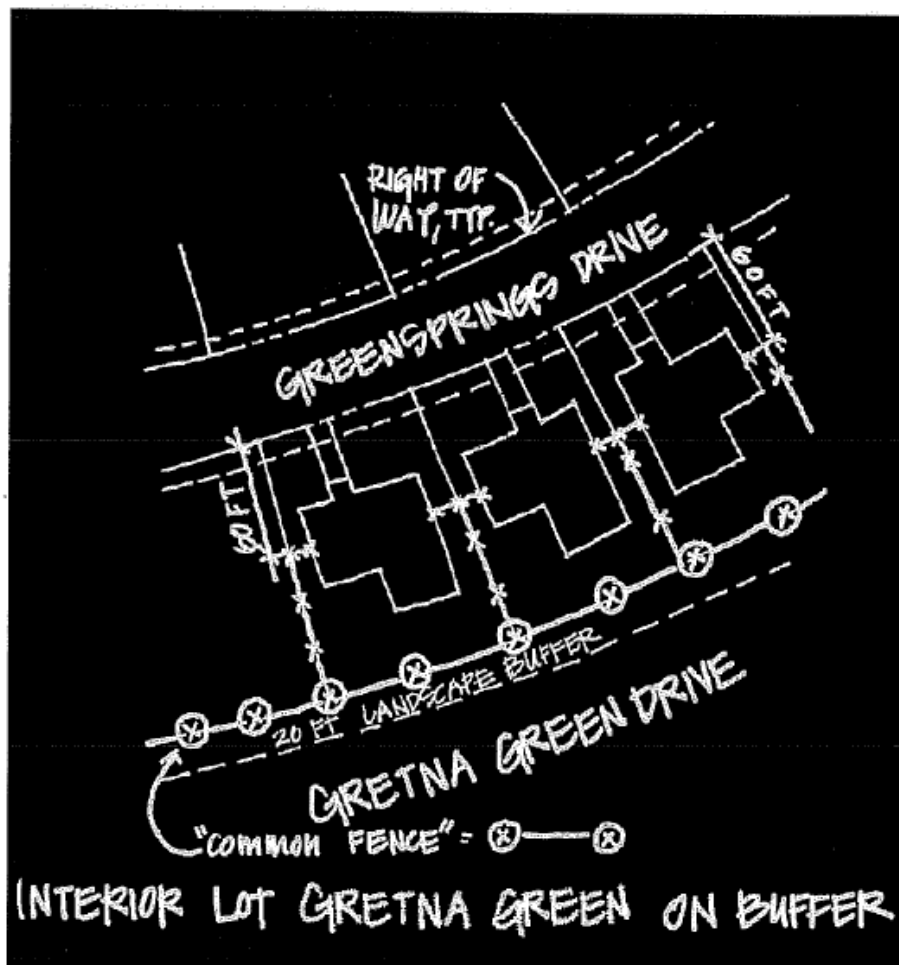 RIGHT OF
WAY, TYP.
GREENSPRINGS DRIVE
60 FT
60 FT
20 FT LANDSCAPE BUFFER
GRETNA GREEN DRIVE
"COMMON FENCE" =
INTERIOR LOT GRETNA GREEN ON BUFFER